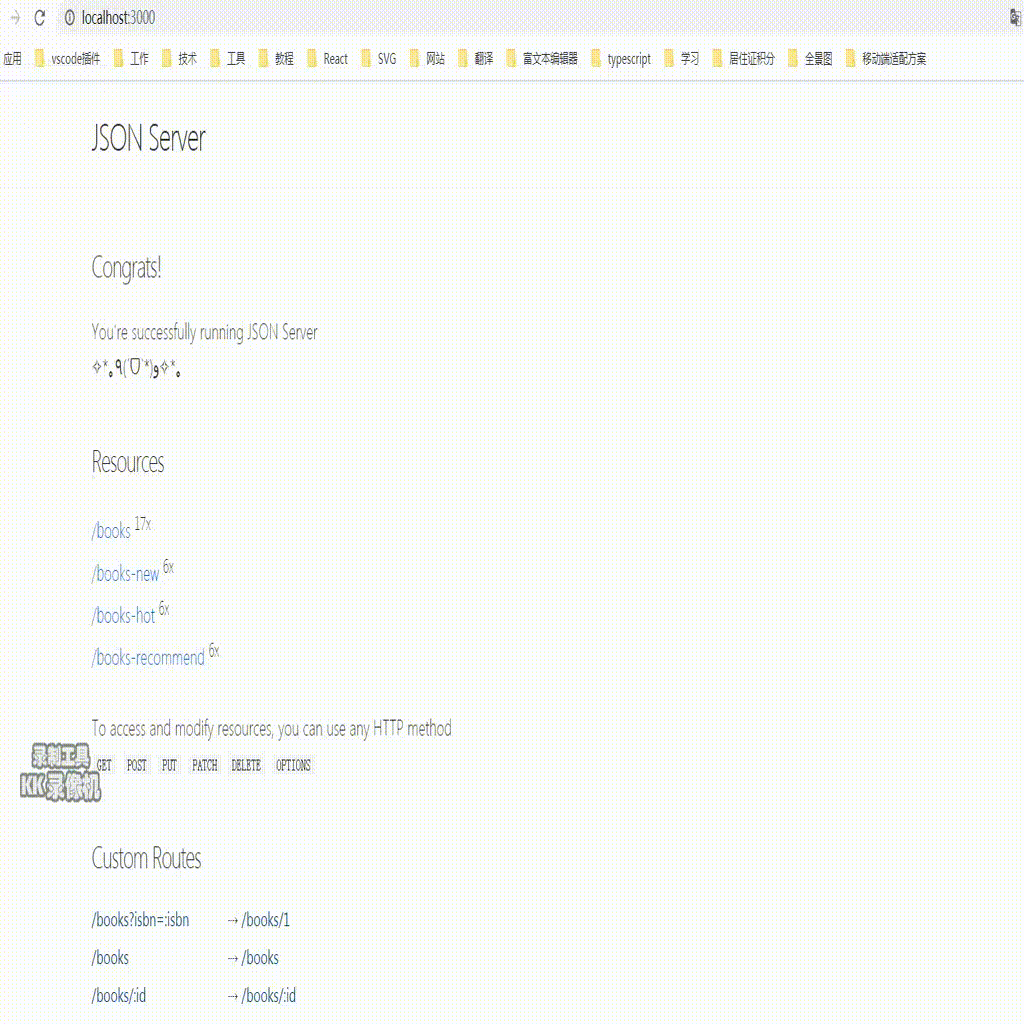 localhost:3000
应用 vscode插件 工作 技术 工具 教程 React SVG 网站 翻译 富文本编辑器 typescript 学习 居住证积分 全景图 移动端适配方案
JSON Server
Congrats!
You're successfully running JSON Server
✧*｡٩(ˊᗜˋ*)و✧*｡
Resources
/books 17x
/books-new 6x
/books-hot 6x
/books-recommend 6x
To access and modify resources, you can use any HTTP method
GET POST PUT PATCH DELETE OPTIONS
录制工具
KK录像机
Custom Routes
/books?isbn=:isbn → /books/1
/books → /books
/books/:id → /books/:id